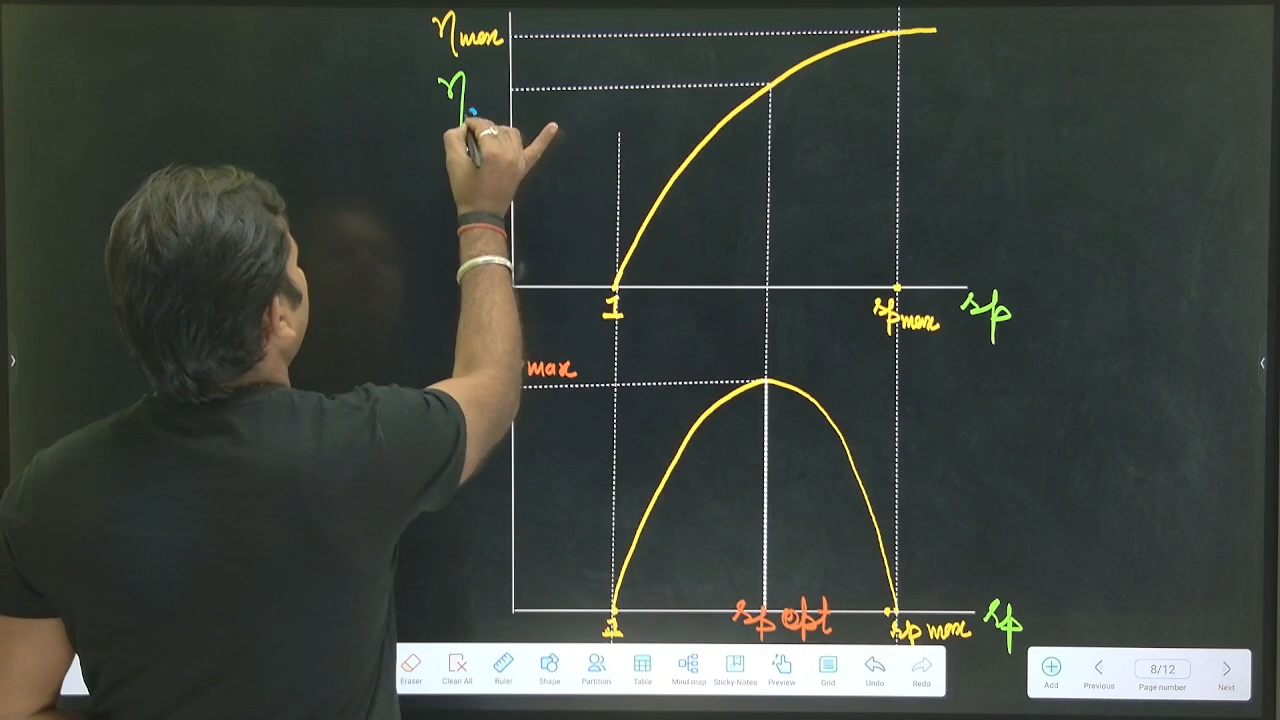 η max
η
1
rp max
rp
max
1
rp opt
rp max
rp
Eraser
Clean All
Ruler
Shape
Partition
Table
Mind map
Sticky-Notes
Preview
Grid
Undo
Redo
Add
Previous
8/12
Page number
Next